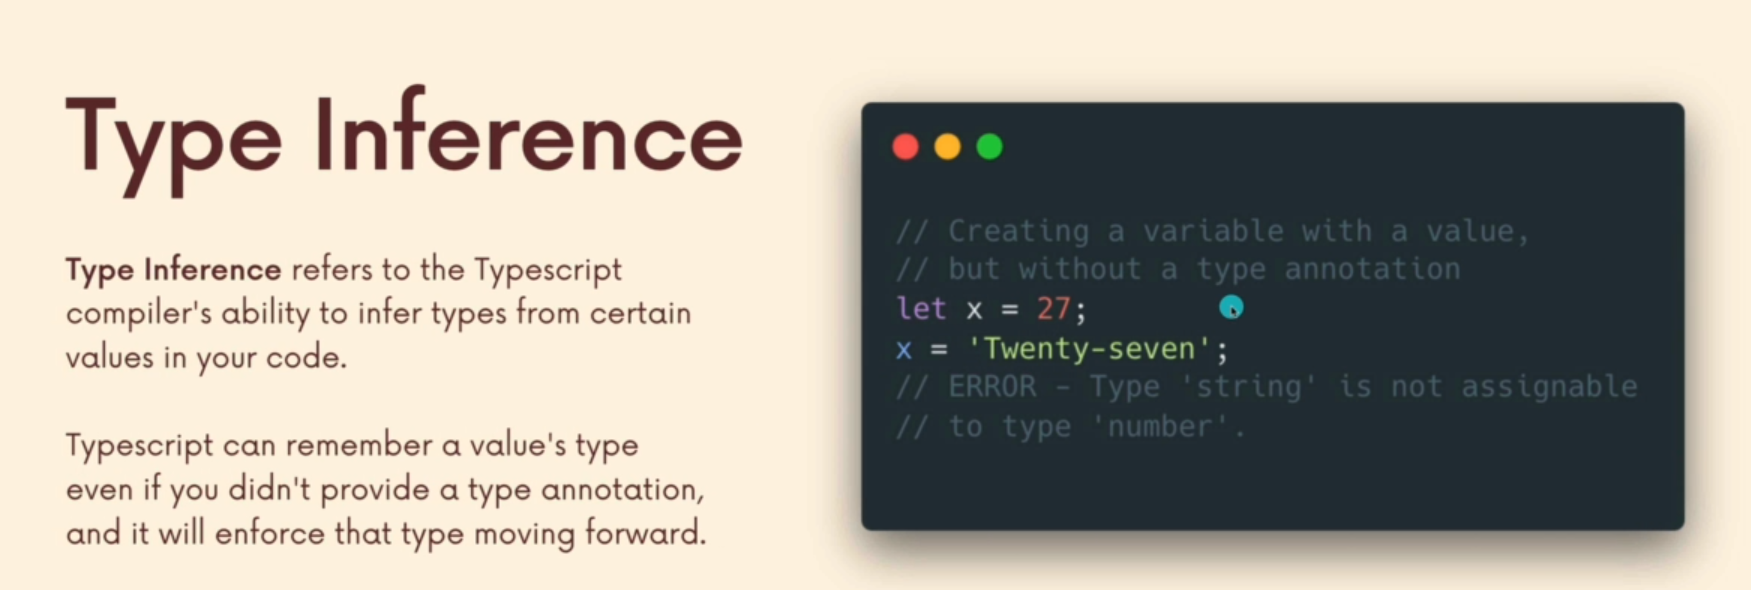 Type Inference
Type Inference refers to the Typescript
compiler's ability to infer types from certain
values in your code.
Typescript can remember a value's type
even if you didn't provide a type annotation,
and it will enforce that type moving forward.
// Creating a variable with a value,
// but without a type annotation
let x = 27;
x = 'Twenty-seven';
// ERROR - Type 'string' is not assignable
// to type 'number'.